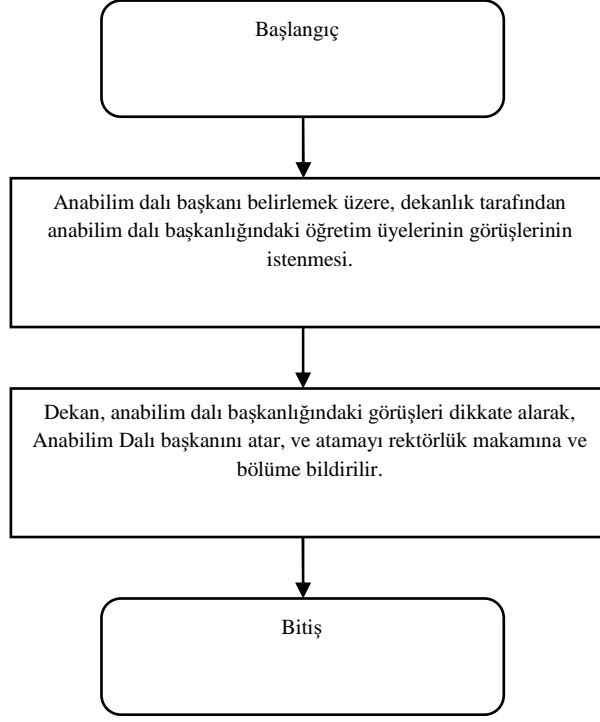 Başlangıç
Anabilim dalı başkanı belirlemek üzere, dekanlık tarafından
anabilim dalı başkanlığındaki öğretim üyelerinin görüşlerinin
istenmesi.
Dekan, anabilim dalı başkanlığındaki görüşleri dikkate alarak,
Anabilim Dalı başkanını atar, ve atamayı rektörlük makamına ve
bölüme bildirilir.
Bitiş